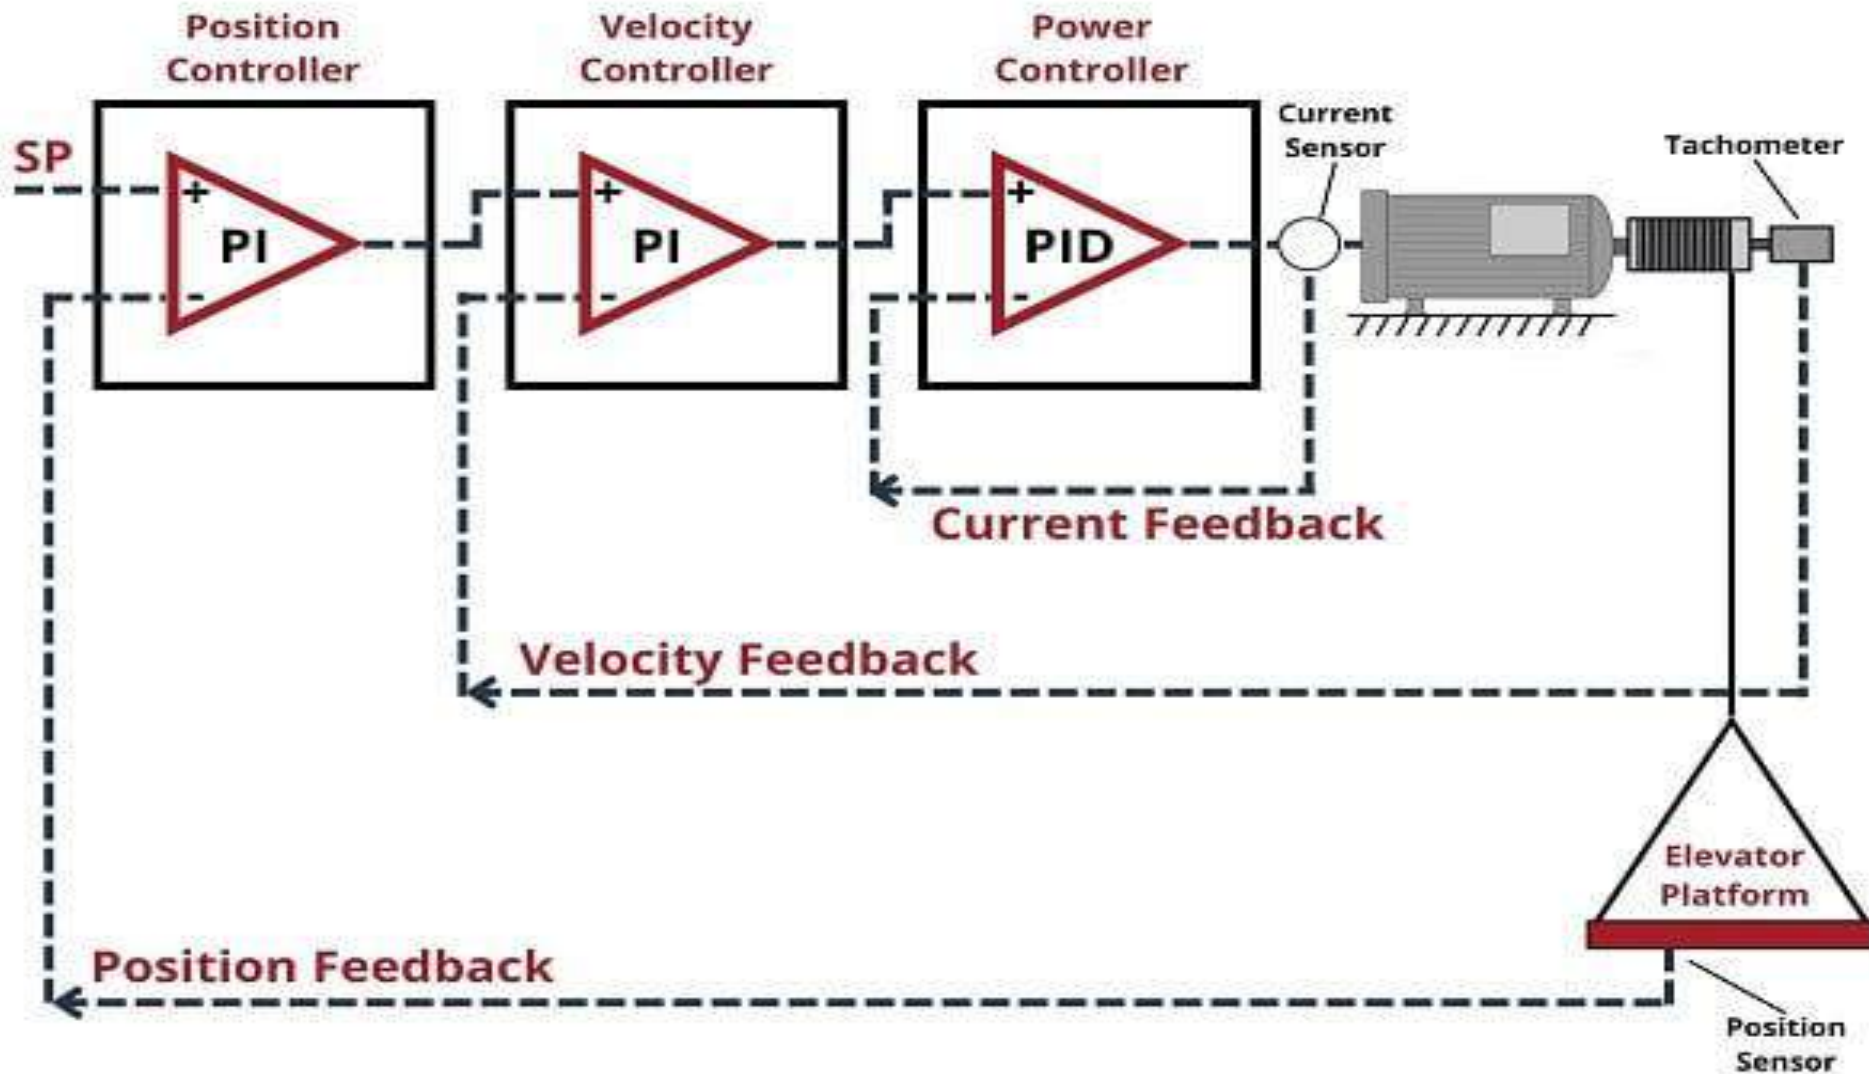 Position
Controller
Velocity
Controller
Power
Controller
Current
Sensor
Tachometer
SP
+
PI
-
+
PI
-
+
PID
-
Current Feedback
Velocity Feedback
Elevator
Platform
Position Feedback
Position
Sensor